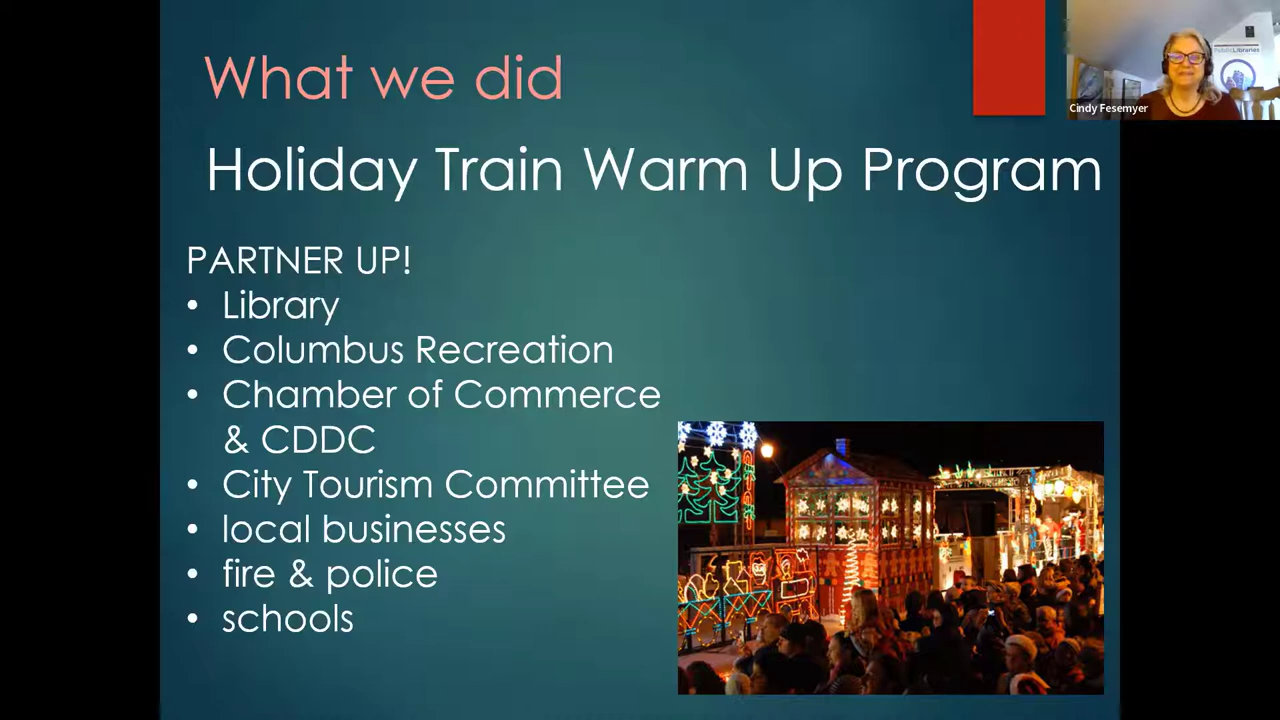 What we did
Holiday Train Warm Up Program
PARTNER UP!
• Library
• Columbus Recreation
• Chamber of Commerce
& CDDC
• City Tourism Committee
• local businesses
• fire & police
• schools
PublicLibraries
Cindy Fesemyer